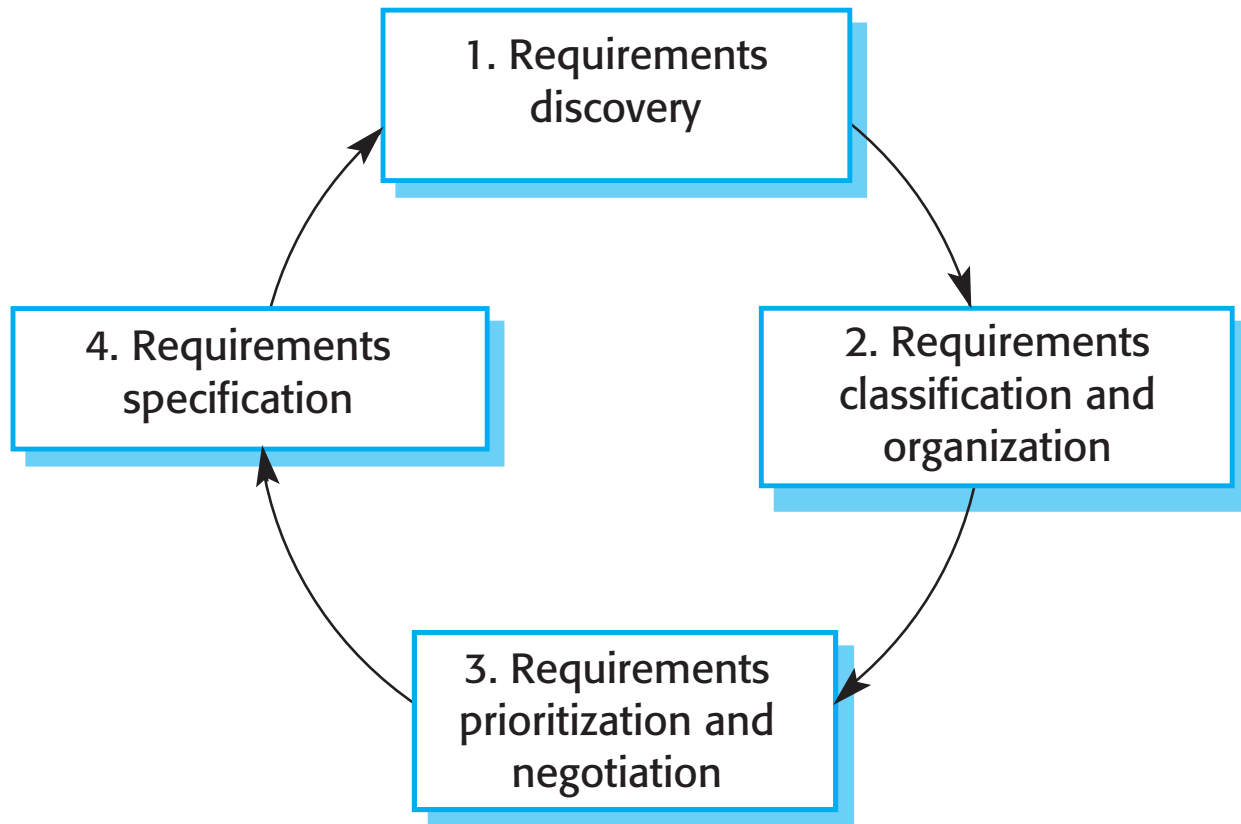 1. Requirements
discovery
2. Requirements
classification and
organization
3. Requirements
prioritization and
negotiation
4. Requirements
specification